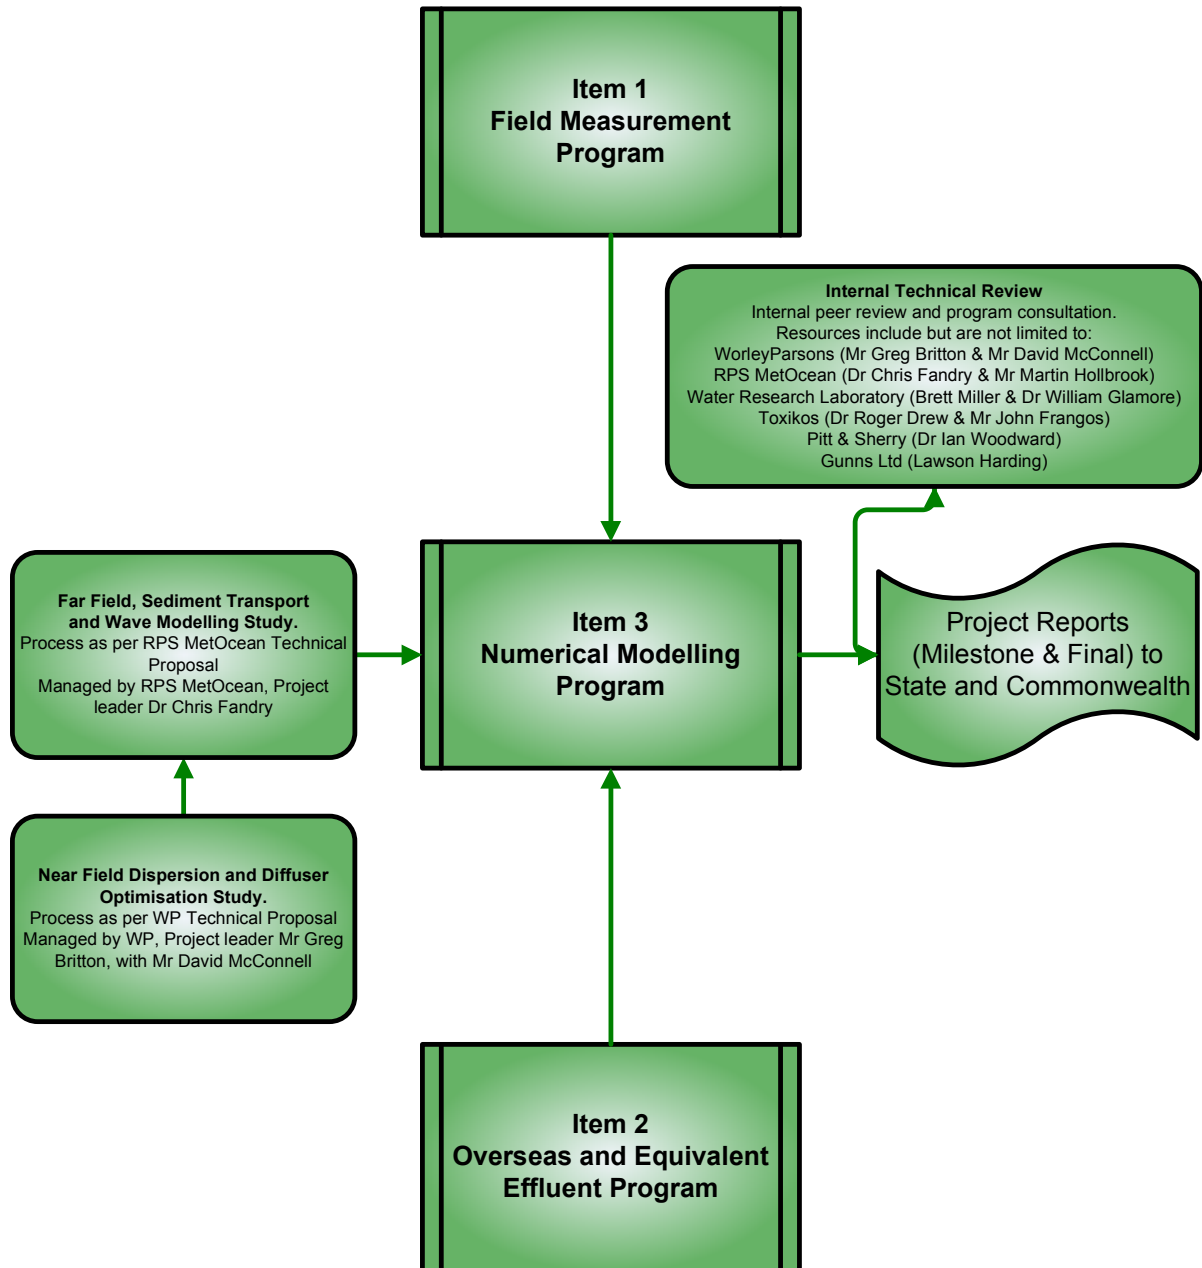 Item 1
Field Measurement
Program
Internal Technical Review
Internal peer review and program consultation.
Resources include but are not limited to:
WorleyParsons (Mr Greg Britton & Mr David McConnell)
RPS MetOcean (Dr Chris Fandry & Mr Martin Hollbrook)
Water Research Laboratory (Brett Miller & Dr William Glamore)
Toxikos (Dr Roger Drew & Mr John Frangos)
Pitt & Sherry (Dr Ian Woodward)
Gunns Ltd (Lawson Harding)
Far Field, Sediment Transport
and Wave Modelling Study.
Process as per RPS MetOcean Technical
Proposal
Managed by RPS MetOcean, Project
leader Dr Chris Fandry
Item 3
Numerical Modelling
Program
Project Reports
(Milestone & Final) to
State and Commonwealth
Near Field Dispersion and Diffuser
Optimisation Study.
Process as per WP Technical Proposal
Managed by WP, Project leader Mr Greg
Britton, with Mr David McConnell
Item 2
Overseas and Equivalent
Effluent Program